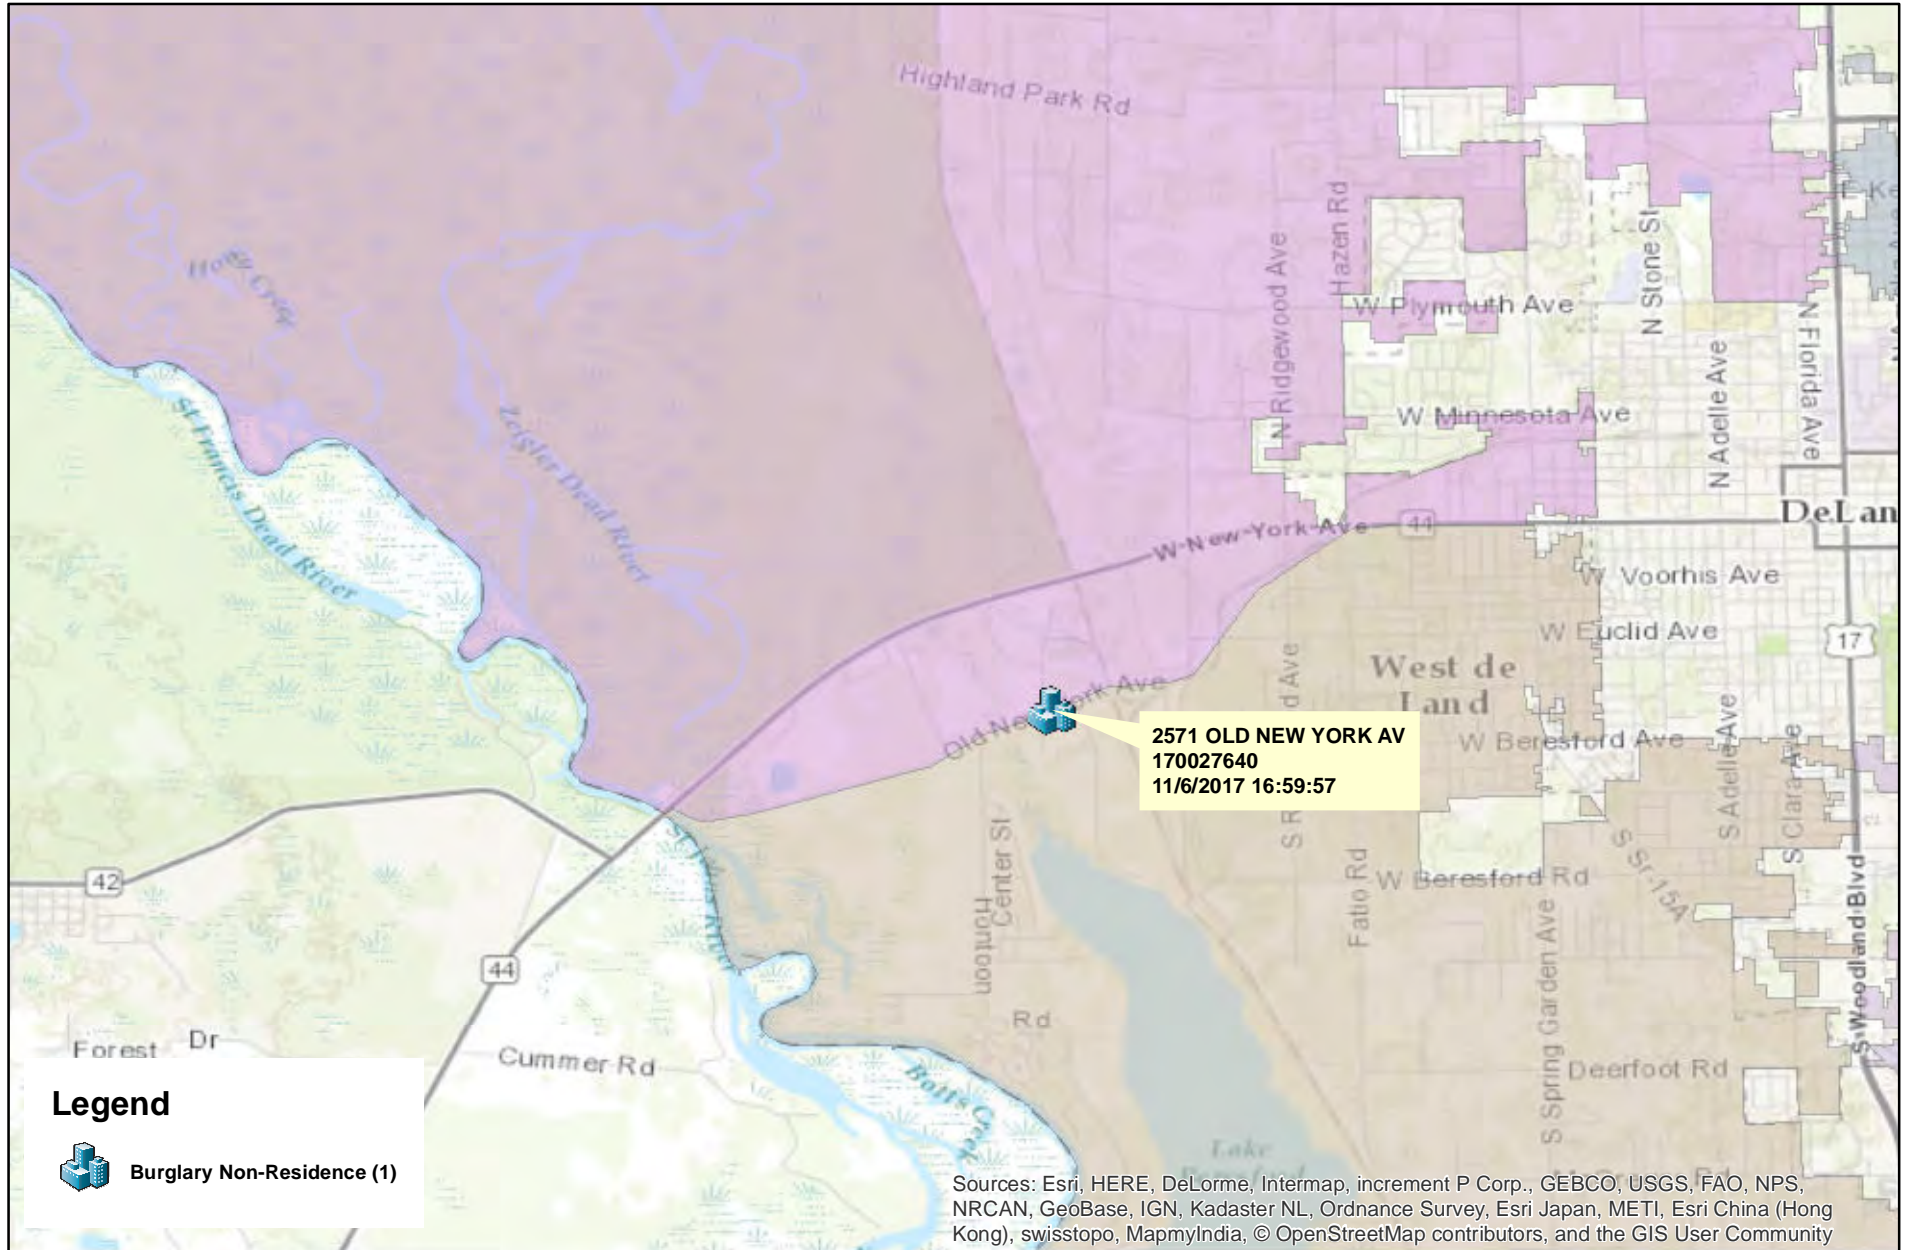 Highland Park Rd
Hazen Rd
N Ridgewood Ave
N Stone St
W Plymouth Ave
N Florida Ave
N Adelle Ave
W Minnesota Ave
Zeigler Dead River
St Francis Dead River
DeLan
44
W New York Ave
W Voorhis Ave
W Euclid Ave
17
West de
Land
Old New York Ave
2571 OLD NEW YORK AV
170027640
11/6/2017 16:59:57
W Beresford Ave
S Adelle Ave
S Clara Ave
42
44
Center St
Hontoon
Rd
Fatio Rd
W Beresford Rd
S Sr-15A
S Woodland Blvd
S Spring Garden Ave
Deerfoot Rd
Forest Dr
Cummer Rd
Botts Creek
Lake
Legend
Burglary Non-Residence (1)
Sources: Esri, HERE, DeLorme, Intermap, increment P Corp., GEBCO, USGS, FAO, NPS,
NRCAN, GeoBase, IGN, Kadaster NL, Ordnance Survey, Esri Japan, METI, Esri China (Hong
Kong), swisstopo, MapmyIndia, © OpenStreetMap contributors, and the GIS User Community